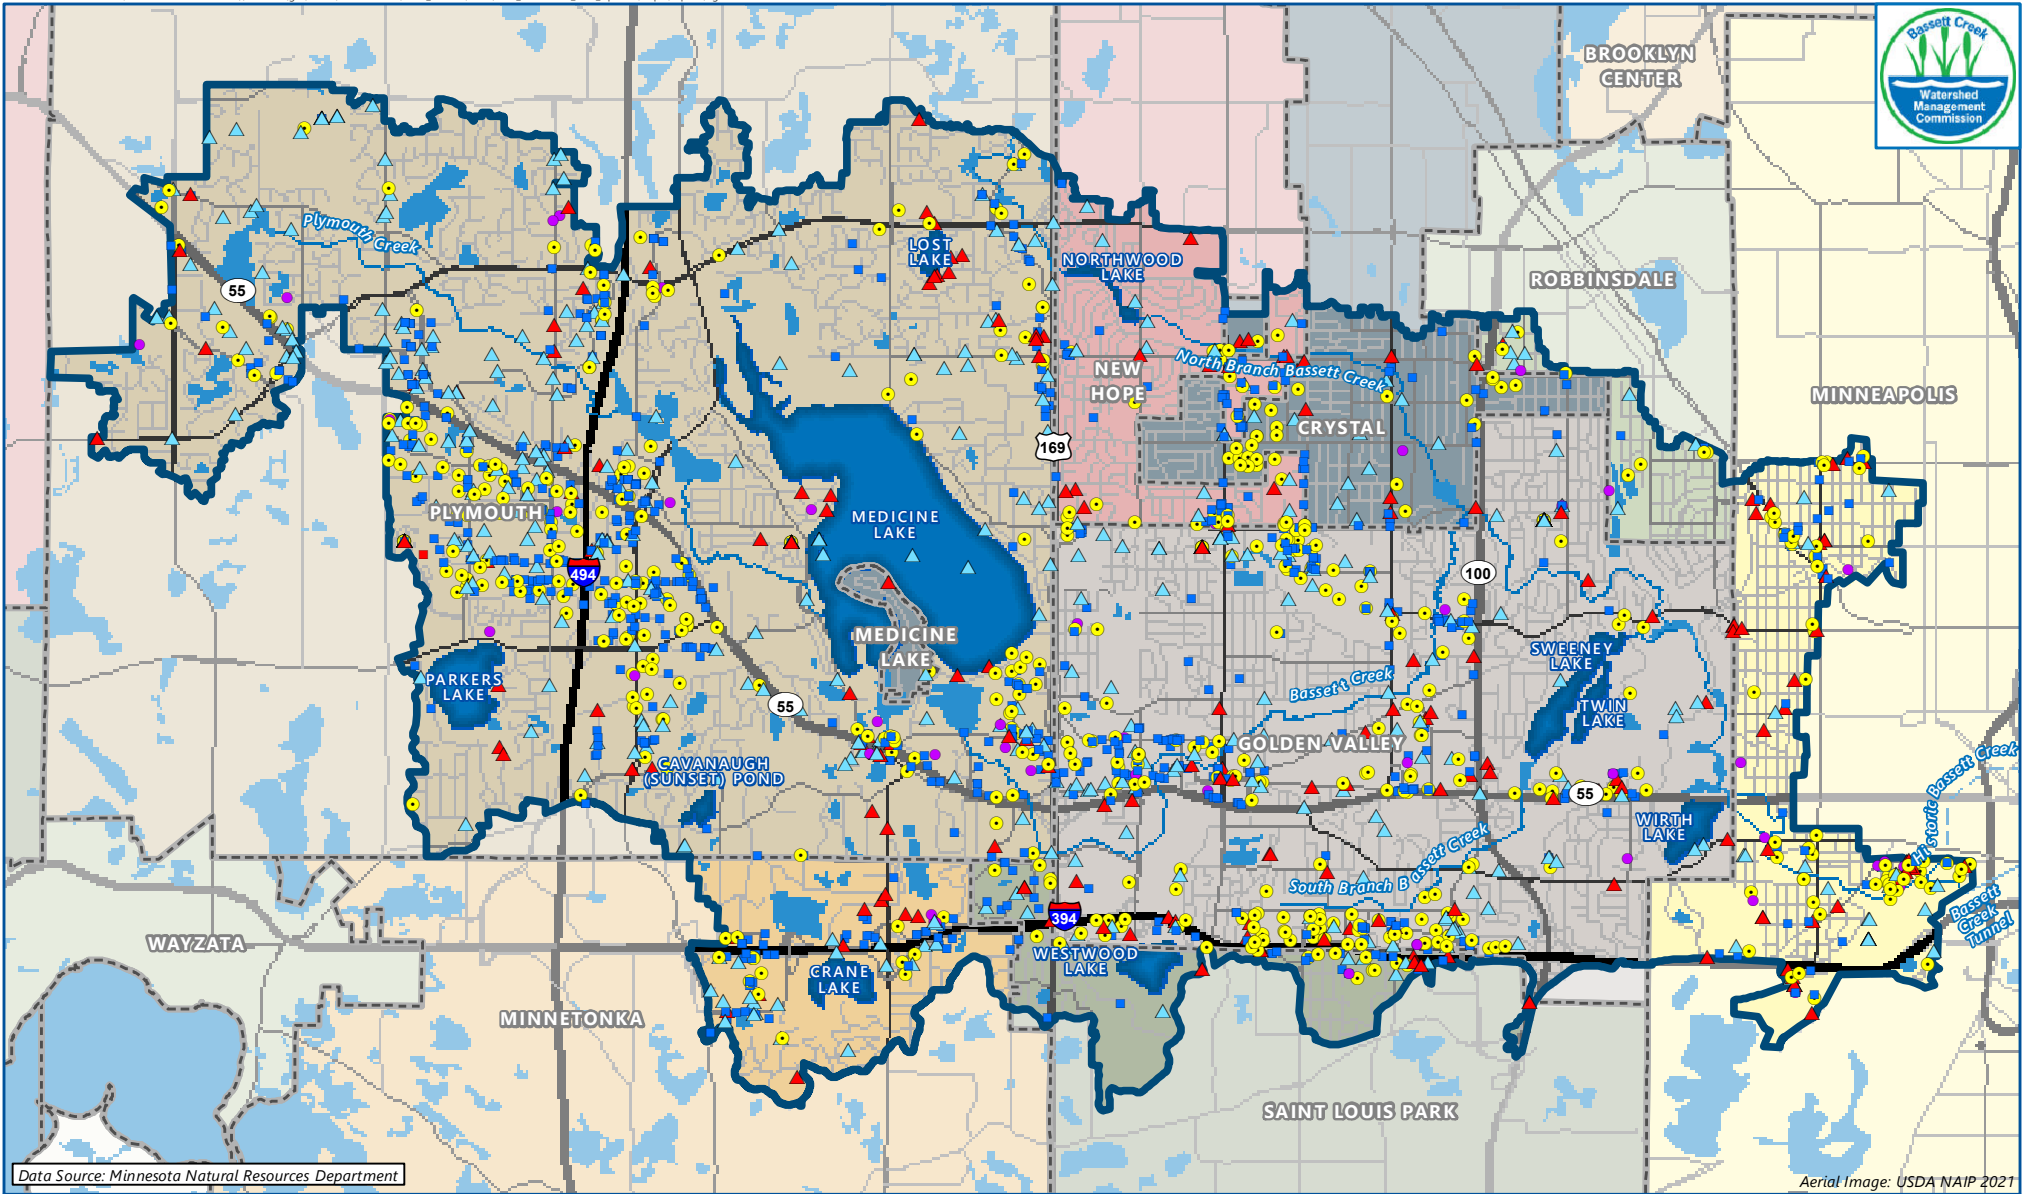 Bassett Creek
Watershed
Management
Commission
BROOKLYN
CENTER
Plymouth Creek
55
LOST
LAKE
NORTHWOOD
LAKE
ROBBINSDALE
NEW
HOPE
North Branch Bassett Creek
CRYSTAL
MINNEAPOLIS
169
PLYMOUTH
MEDICINE
LAKE
494
100
MEDICINE
LAKE
SWEENEY
LAKE
PARKERS
LAKE
Bassett Creek
55
TWIN
LAKE
GOLDEN VALLEY
CAVANAUGH
(SUNSET) POND
55
WIRTH
LAKE
Historic Bassett Creek
South Branch Bassett Creek
Bassett
Creek
Tunnel
394
WAYZATA
WESTWOOD
LAKE
CRANE
LAKE
MINNETONKA
SAINT LOUIS PARK
Data Source: Minnesota Natural Resources Department
Aerial Image: USDA NAIP 2021